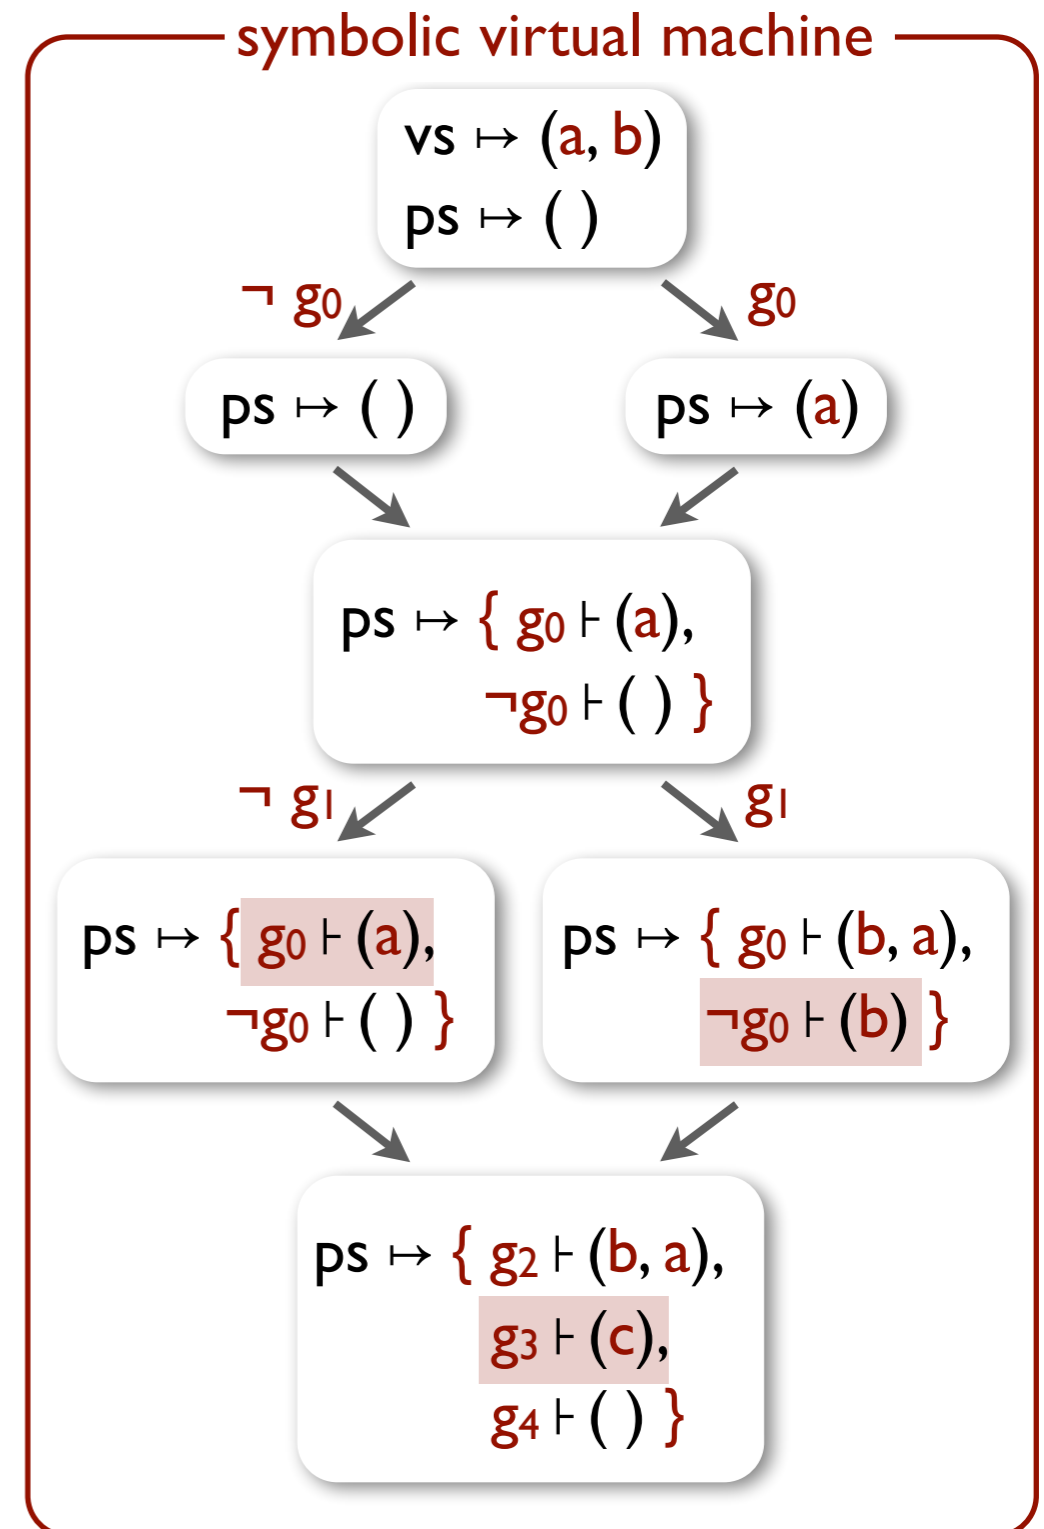 symbolic virtual machine
vs ↦ (a, b)
ps ↦ ( )
¬ g₀
g₀
ps ↦ ( )
ps ↦ (a)
ps ↦ { g₀ ⊦ (a),
¬g₀ ⊦ ( ) }
¬ g₁
g₁
ps ↦ { g₀ ⊦ (a),
¬g₀ ⊦ ( ) }
ps ↦ { g₀ ⊦ (b, a),
¬g₀ ⊦ (b) }
ps ↦ { g₂ ⊦ (b, a),
g₃ ⊦ (c),
g₄ ⊦ ( ) }